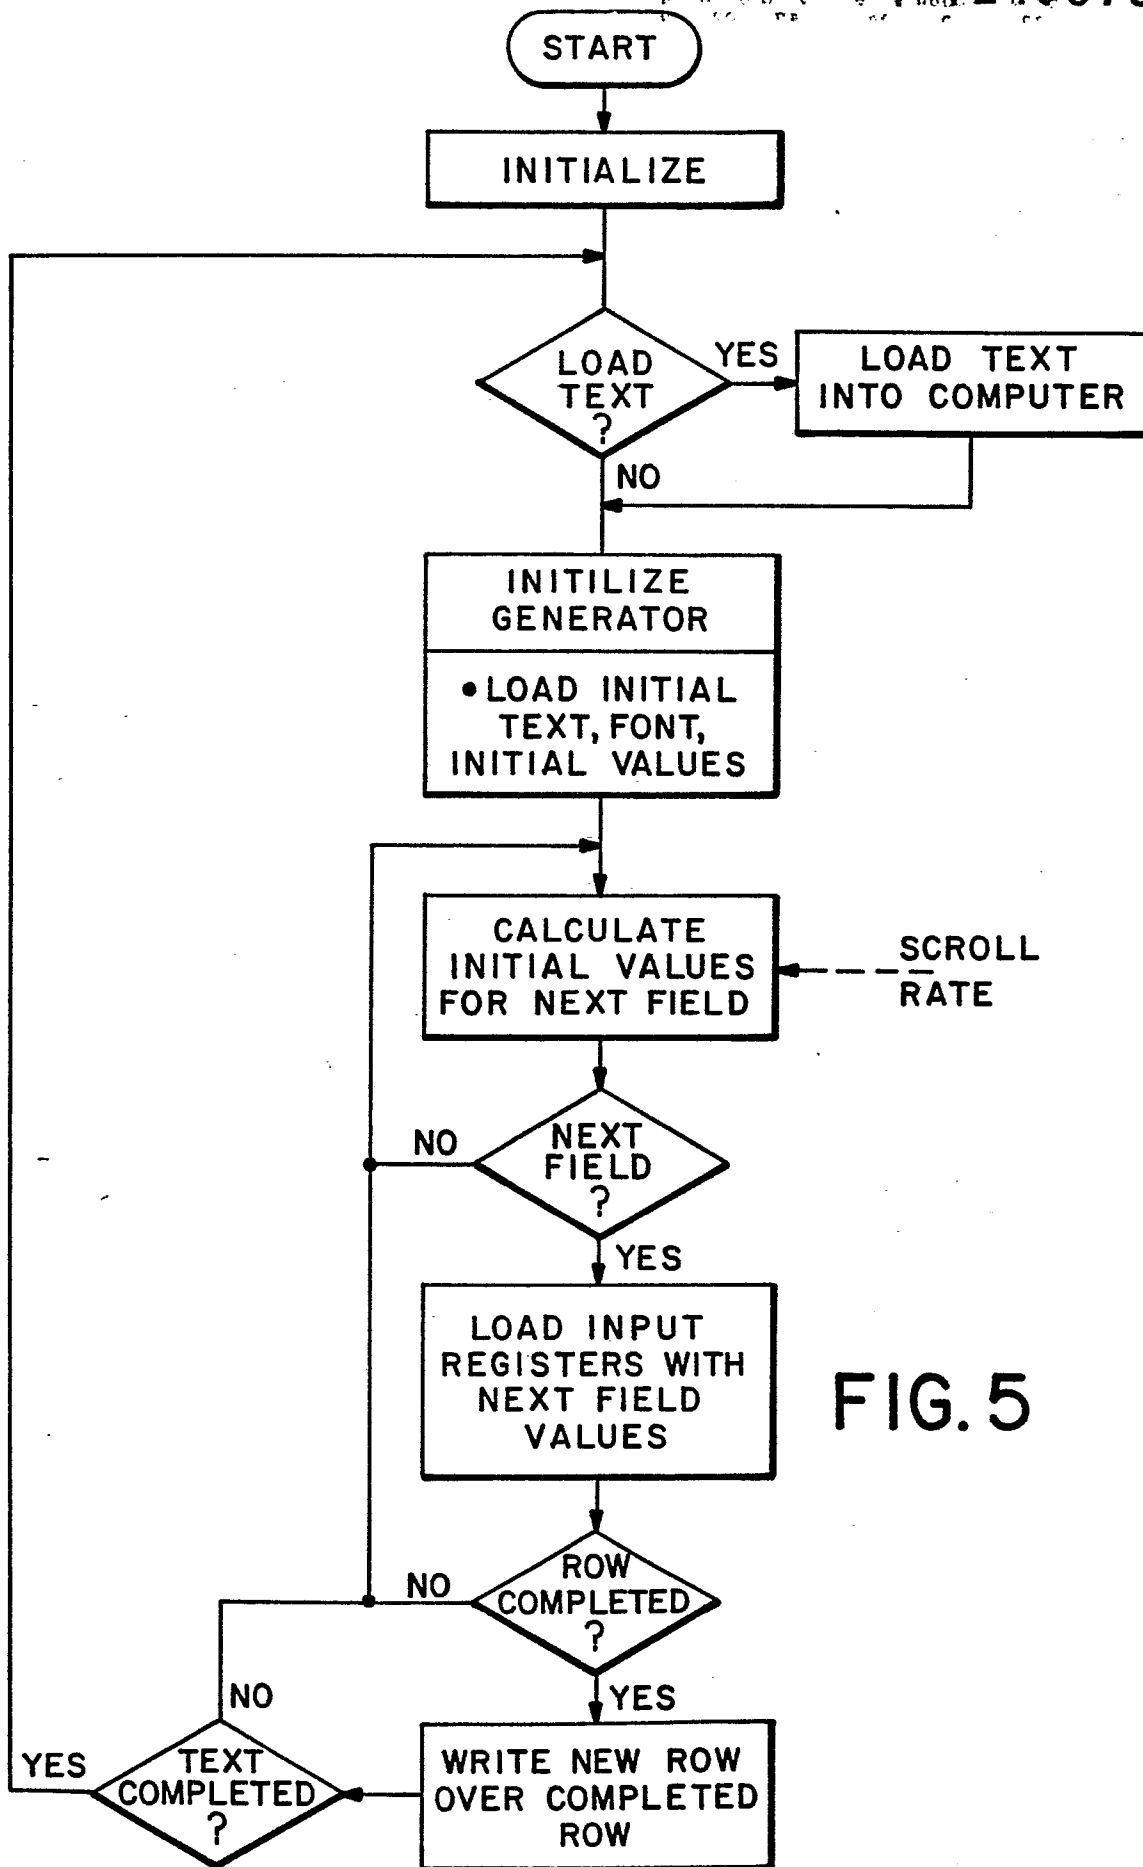 START
INITIALIZE
LOAD
TEXT
?
YES
LOAD TEXT
INTO COMPUTER
NO
INITILIZE
GENERATOR
• LOAD INITIAL
TEXT, FONT,
INITIAL VALUES
CALCULATE
INITIAL VALUES
FOR NEXT FIELD
SCROLL
RATE
NEXT
FIELD
?
NO
YES
LOAD INPUT
REGISTERS WITH
NEXT FIELD
VALUES
FIG. 5
ROW
COMPLETED
?
NO
YES
WRITE NEW ROW
OVER COMPLETED
ROW
TEXT
COMPLETED
?
NO
YES